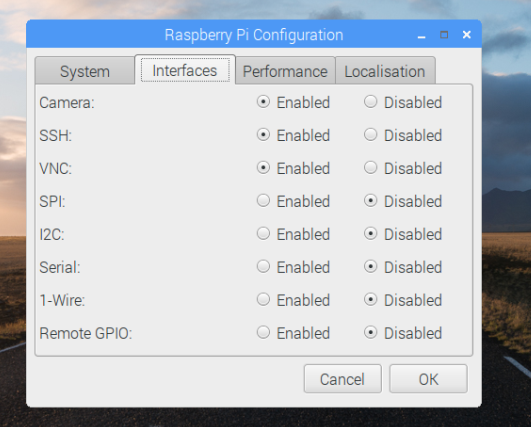 Raspberry Pi Configuration
System Interfaces Performance Localisation
Camera: Enabled Disabled
SSH: Enabled Disabled
VNC: Enabled Disabled
SPI: Enabled Disabled
I2C: Enabled Disabled
Serial: Enabled Disabled
1-Wire: Enabled Disabled
Remote GPIO: Enabled Disabled
Cancel OK